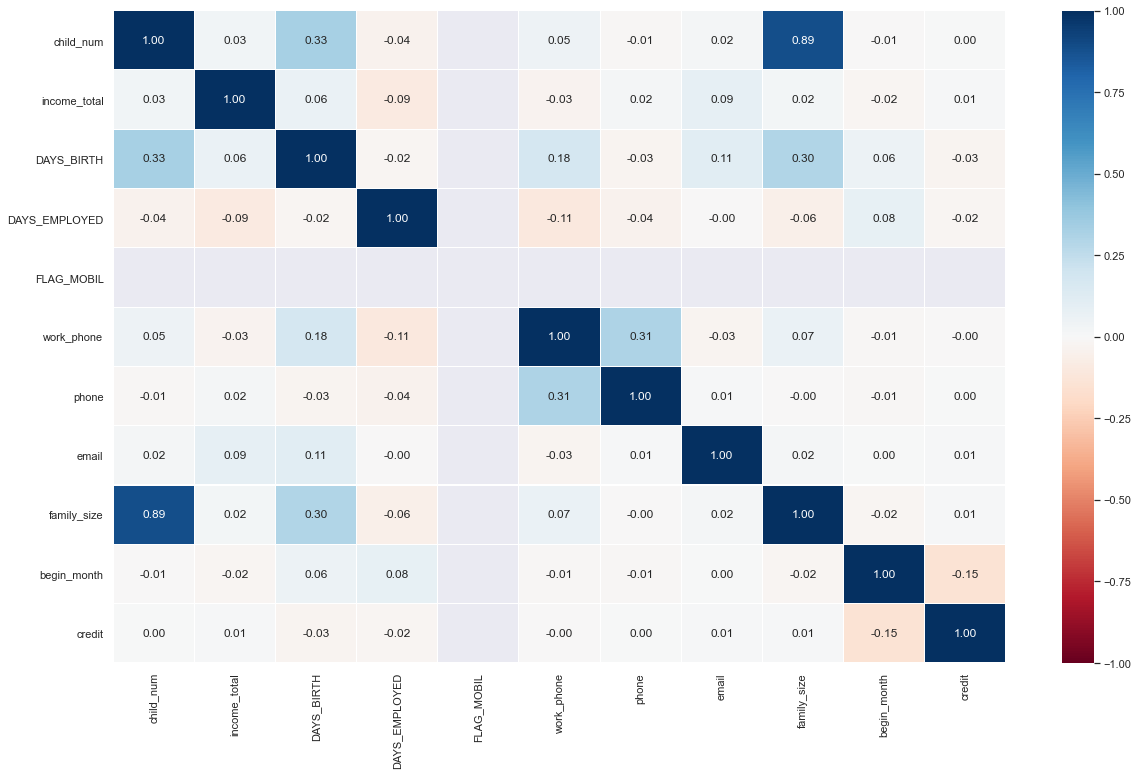 child_num 1.00 0.03 0.33 -0.04 0.05 -0.01 0.02 0.89 -0.01 0.00
income_total 0.03 1.00 0.06 -0.09 -0.03 0.02 0.09 0.02 -0.02 0.01
DAYS_BIRTH 0.33 0.06 1.00 -0.02 0.18 -0.03 0.11 0.30 0.06 -0.03
DAYS_EMPLOYED -0.04 -0.09 -0.02 1.00 -0.11 -0.04 -0.00 -0.06 0.08 -0.02
FLAG_MOBIL
work_phone 0.05 -0.03 0.18 -0.11 1.00 0.31 -0.03 0.07 -0.01 -0.00
phone -0.01 0.02 -0.03 -0.04 0.31 1.00 0.01 -0.00 -0.01 0.00
email 0.02 0.09 0.11 -0.00 -0.03 0.01 1.00 0.02 0.00 0.01
family_size 0.89 0.02 0.30 -0.06 0.07 -0.00 0.02 1.00 -0.02 0.01
begin_month -0.01 -0.02 0.06 0.08 -0.01 -0.01 0.00 -0.02 1.00 -0.15
credit 0.00 0.01 -0.03 -0.02 -0.00 0.00 0.01 0.01 -0.15 1.00
child_num
income_total
DAYS_BIRTH
DAYS_EMPLOYED
FLAG_MOBIL
work_phone
phone
email
family_size
begin_month
credit
1.00
0.75
0.50
0.25
0.00
−0.25
−0.50
−0.75
−1.00